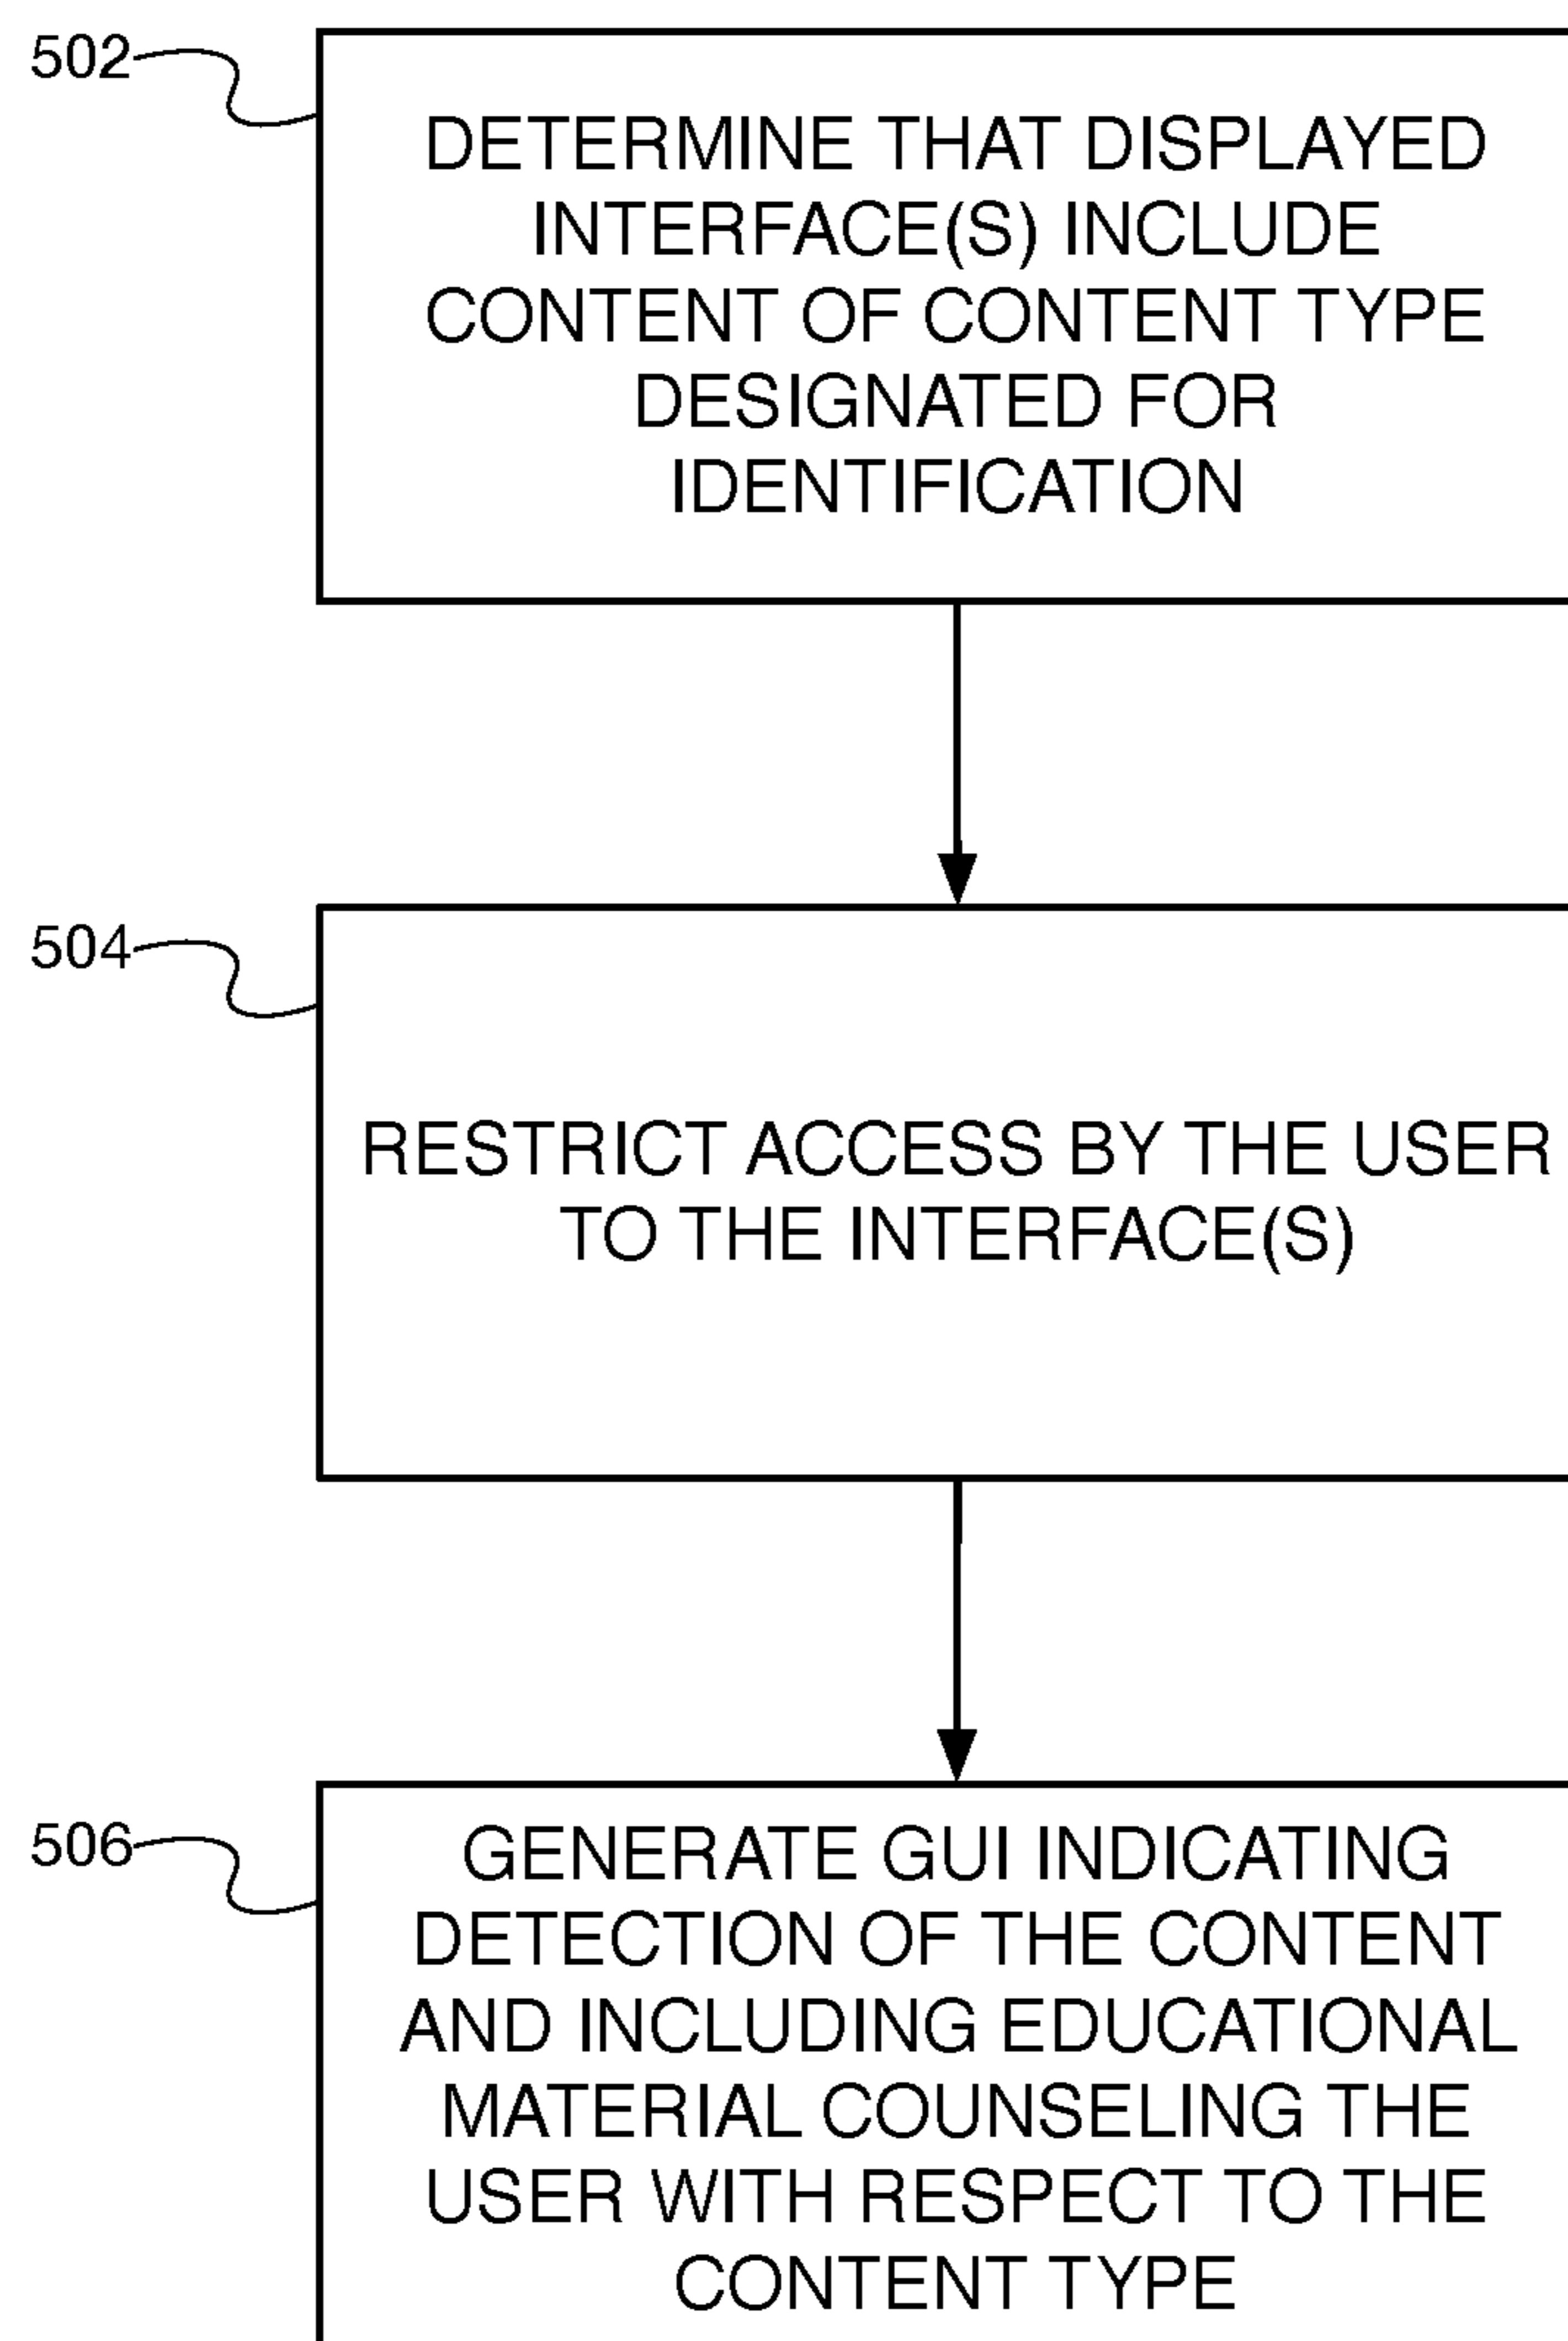 502
DETERMINE THAT DISPLAYED
INTERFACE(S) INCLUDE
CONTENT OF CONTENT TYPE
DESIGNATED FOR
IDENTIFICATION
504
RESTRICT ACCESS BY THE USER
TO THE INTERFACE(S)
506
GENERATE GUI INDICATING
DETECTION OF THE CONTENT
AND INCLUDING EDUCATIONAL
MATERIAL COUNSELING THE
USER WITH RESPECT TO THE
CONTENT TYPE